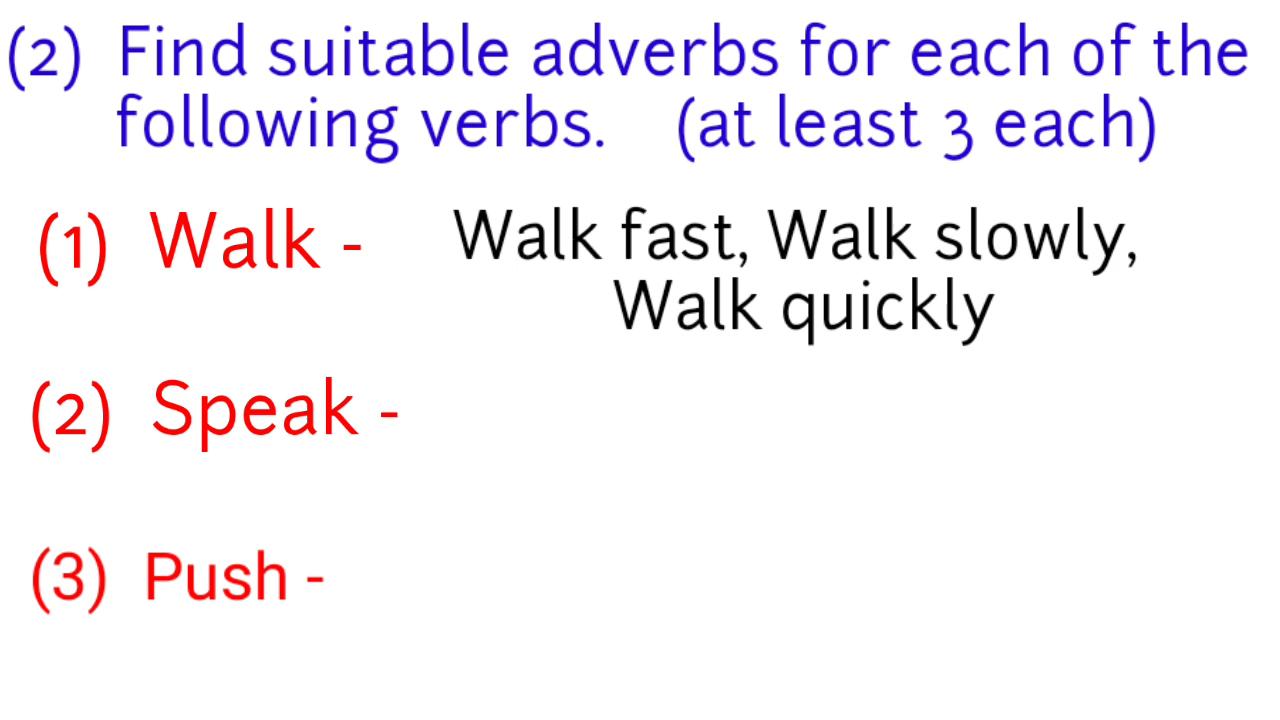 (2) Find suitable adverbs for each of the
following verbs. (at least 3 each)
(1) Walk - Walk fast, Walk slowly,
Walk quickly
(2) Speak -
(3) Push -